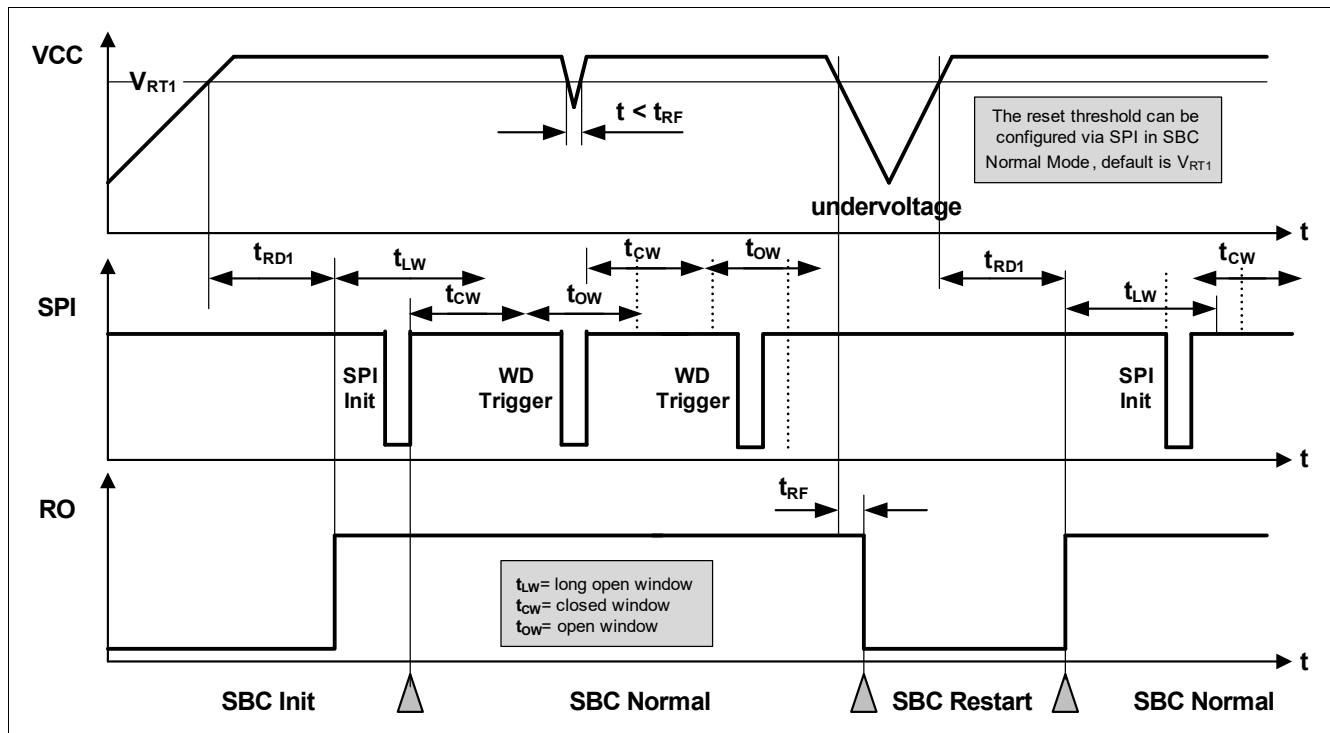 VCC
VRT1
t < tRF
The reset threshold can be
configured via SPI in SBC
Normal Mode, default is VRT1
undervoltage
t
tRD1
tLW
tCW
tOW
tCW
tOW
tRD1
tLW
tCW
SPI
SPI
Init
WD
Trigger
WD
Trigger
SPI
Init
t
RO
tRF
tLW= long open window
tCW= closed window
tOW= open window
t
SBC Init
SBC Normal
SBC Restart
SBC Normal